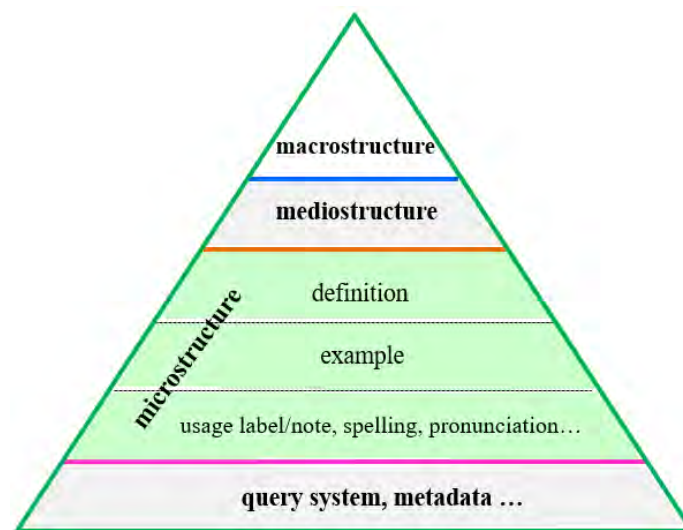 macrostructure
mediostructure
microstructure
definition
example
usage label/note, spelling, pronunciation…
query system, metadata …